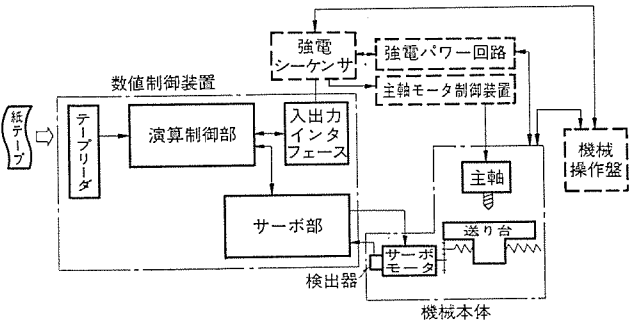 強電
シーケンサ
強電パワー回路
主軸モータ制御装置
数値制御装置
紙テープ
テープリーダ
演算制御部
入出力
インタ
フェース
機械
操作盤
主軸
サーボ部
送り台
サーボ
モータ
検出器
機械本体